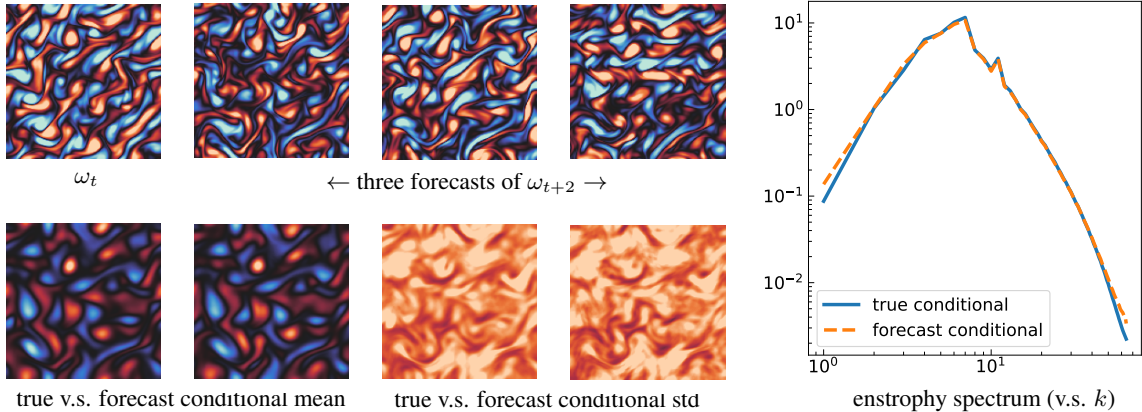 ω_t
← three forecasts of ω_{t+2} →
true v.s. forecast conditional mean
true v.s. forecast conditional std
10^1
10^0
10^{-1}
10^{-2}
true conditional
forecast conditional
10^0
10^1
enstrophy spectrum (v.s. k)